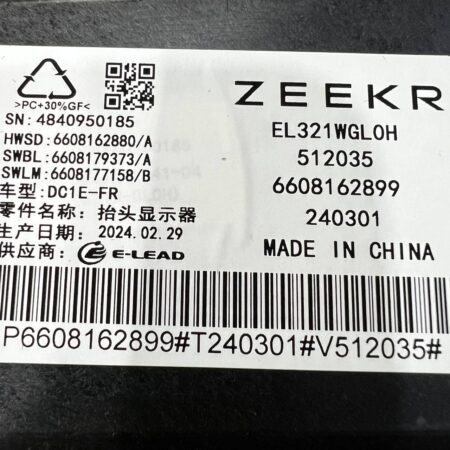 ZEEKR
>PC+30%GF<
SN: 4840950185
HWSD:6608162880/A
SWBL:6608179373/A
SWLM:6608177158/B
车型: DC1E-FR
零件名称: 抬头显示器
生产日期: 2024.02.29
供应商: E-LEAD
EL321WGL0H
512035
6608162899
240301
MADE IN CHINA
P6608162899#T240301#V512035#